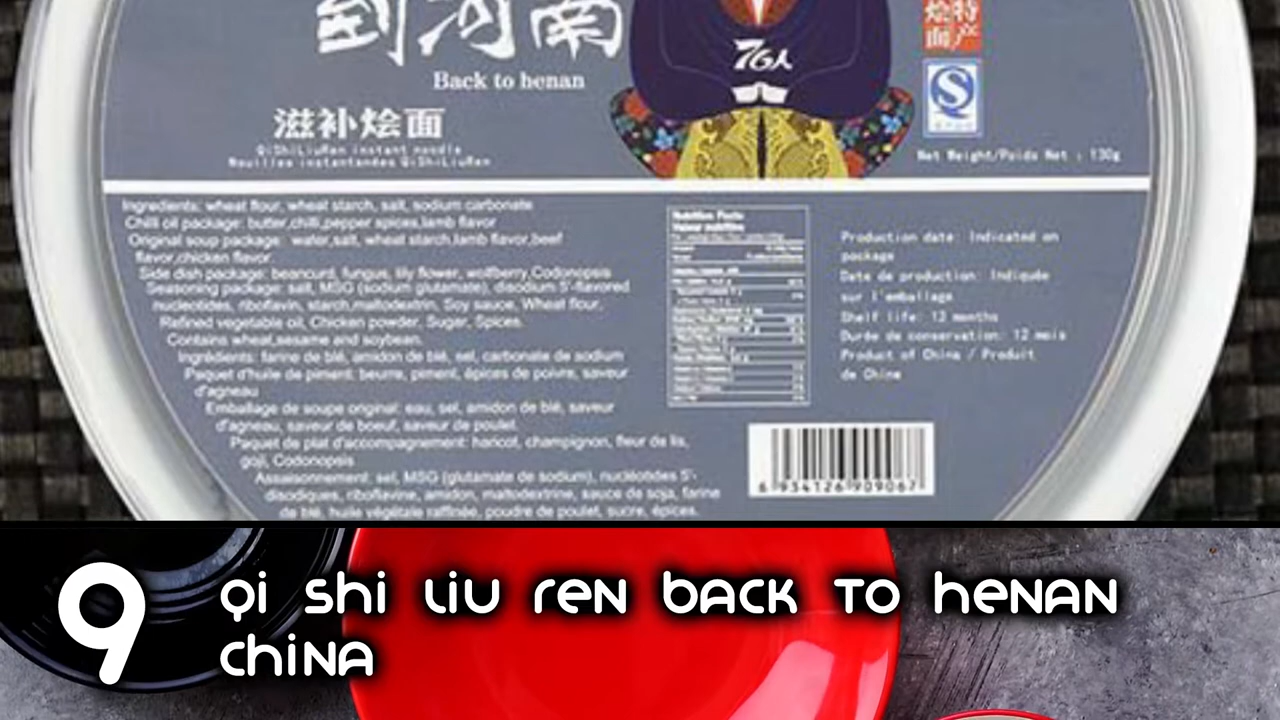 到河南
Back to henan
特产
烩面
7G人
滋补烩面
QiShiLiuRen instant noodle
Nouilles instantanées QiShiLiuRen
Net Weight/Poids Net : 130g
Ingredients: wheat flour, wheat starch, salt, sodium carbonate
Chilli oil package: butter,chilli,pepper spices,lamb flavor
Original soup package: water,salt, wheat starch,lamb flavor,beef
flavor,chicken flavor
Side dish package: beancurd, fungus, lily flower, wolfberry,Codonopsis
Seasoning package: salt, MSG (sodium glutamate), disodium 5'-flavored
nucleotides, riboflavin, starch,maltodextrin, Soy sauce, Wheat flour,
Refined vegetable oil, Chicken powder, Sugar, Spices.
Contains wheat,sesame and soybean.
Ingrédients: farine de blé, amidon de blé, sel, carbonate de sodium
Paquet d'huile de piment: beurre, piment, épices de poivre, saveur
d'agneau
Emballage de soupe original: eau, sel, amidon de blé, saveur
d'agneau, saveur de boeuf, saveur de poulet.
Paquet de plat d'accompagnement: haricot, champignon, fleur de lis,
goji, Codonopsis
Assaisonnement: sel, MSG (glutamate de sodium), nucléotides 5'-
disodiques, riboflavine, amidon, maltodextrine, sauce de soja, farine
de blé, huile végétale raffinée, poudre de poulet, sucre, épices.
Nutrition Facts
Valeur nutritive
Production date: Indicated on
package
Date de production: Indiquée
sur l'emballage
Shelf life: 12 months
Durée de conservation: 12 mois
Product of China / Produit
de Chine
6 934126 909067
9
Qi Shi Liu Ren Back To Henan
China